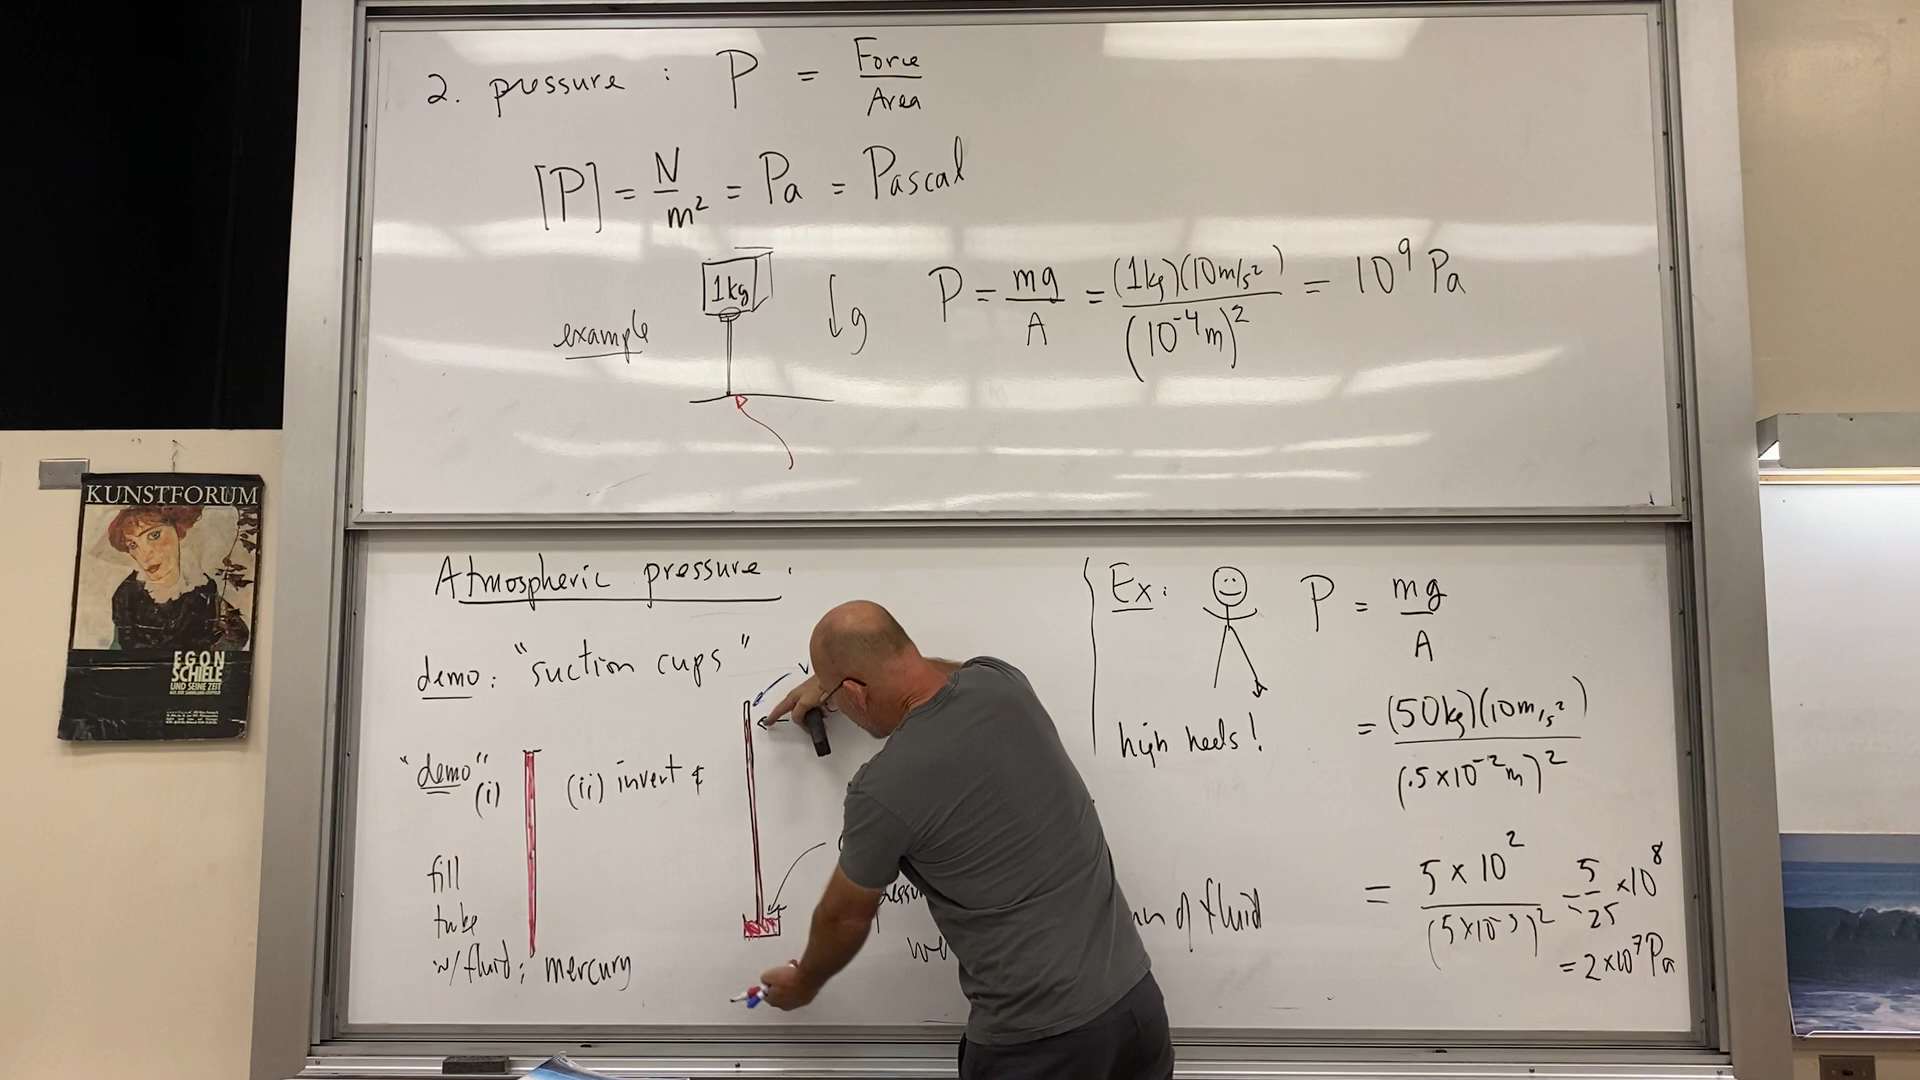 2. pressure : P = Force / Area
[P] = N / m² = Pa = Pascal
1kg
example
↓ g
P = mg / A = (1kg)(10m/s²) / (10⁻⁴m)² = 10⁹ Pa
Atmospheric pressure.
demo: "suction cups"
"demo"
(i)
(ii) invert &
fill
tube
w/ fluid; mercury
of fluid
Ex:
high heels!
P = mg / A
= (50kg)(10m/s²) / (.5×10⁻²m)²
= 5×10² / (5×10⁻³)² = 5/25 ×10⁸
= 2×10⁷ Pa
KUNSTFORUM
EGON
SCHIELE
UND SEINE ZEIT